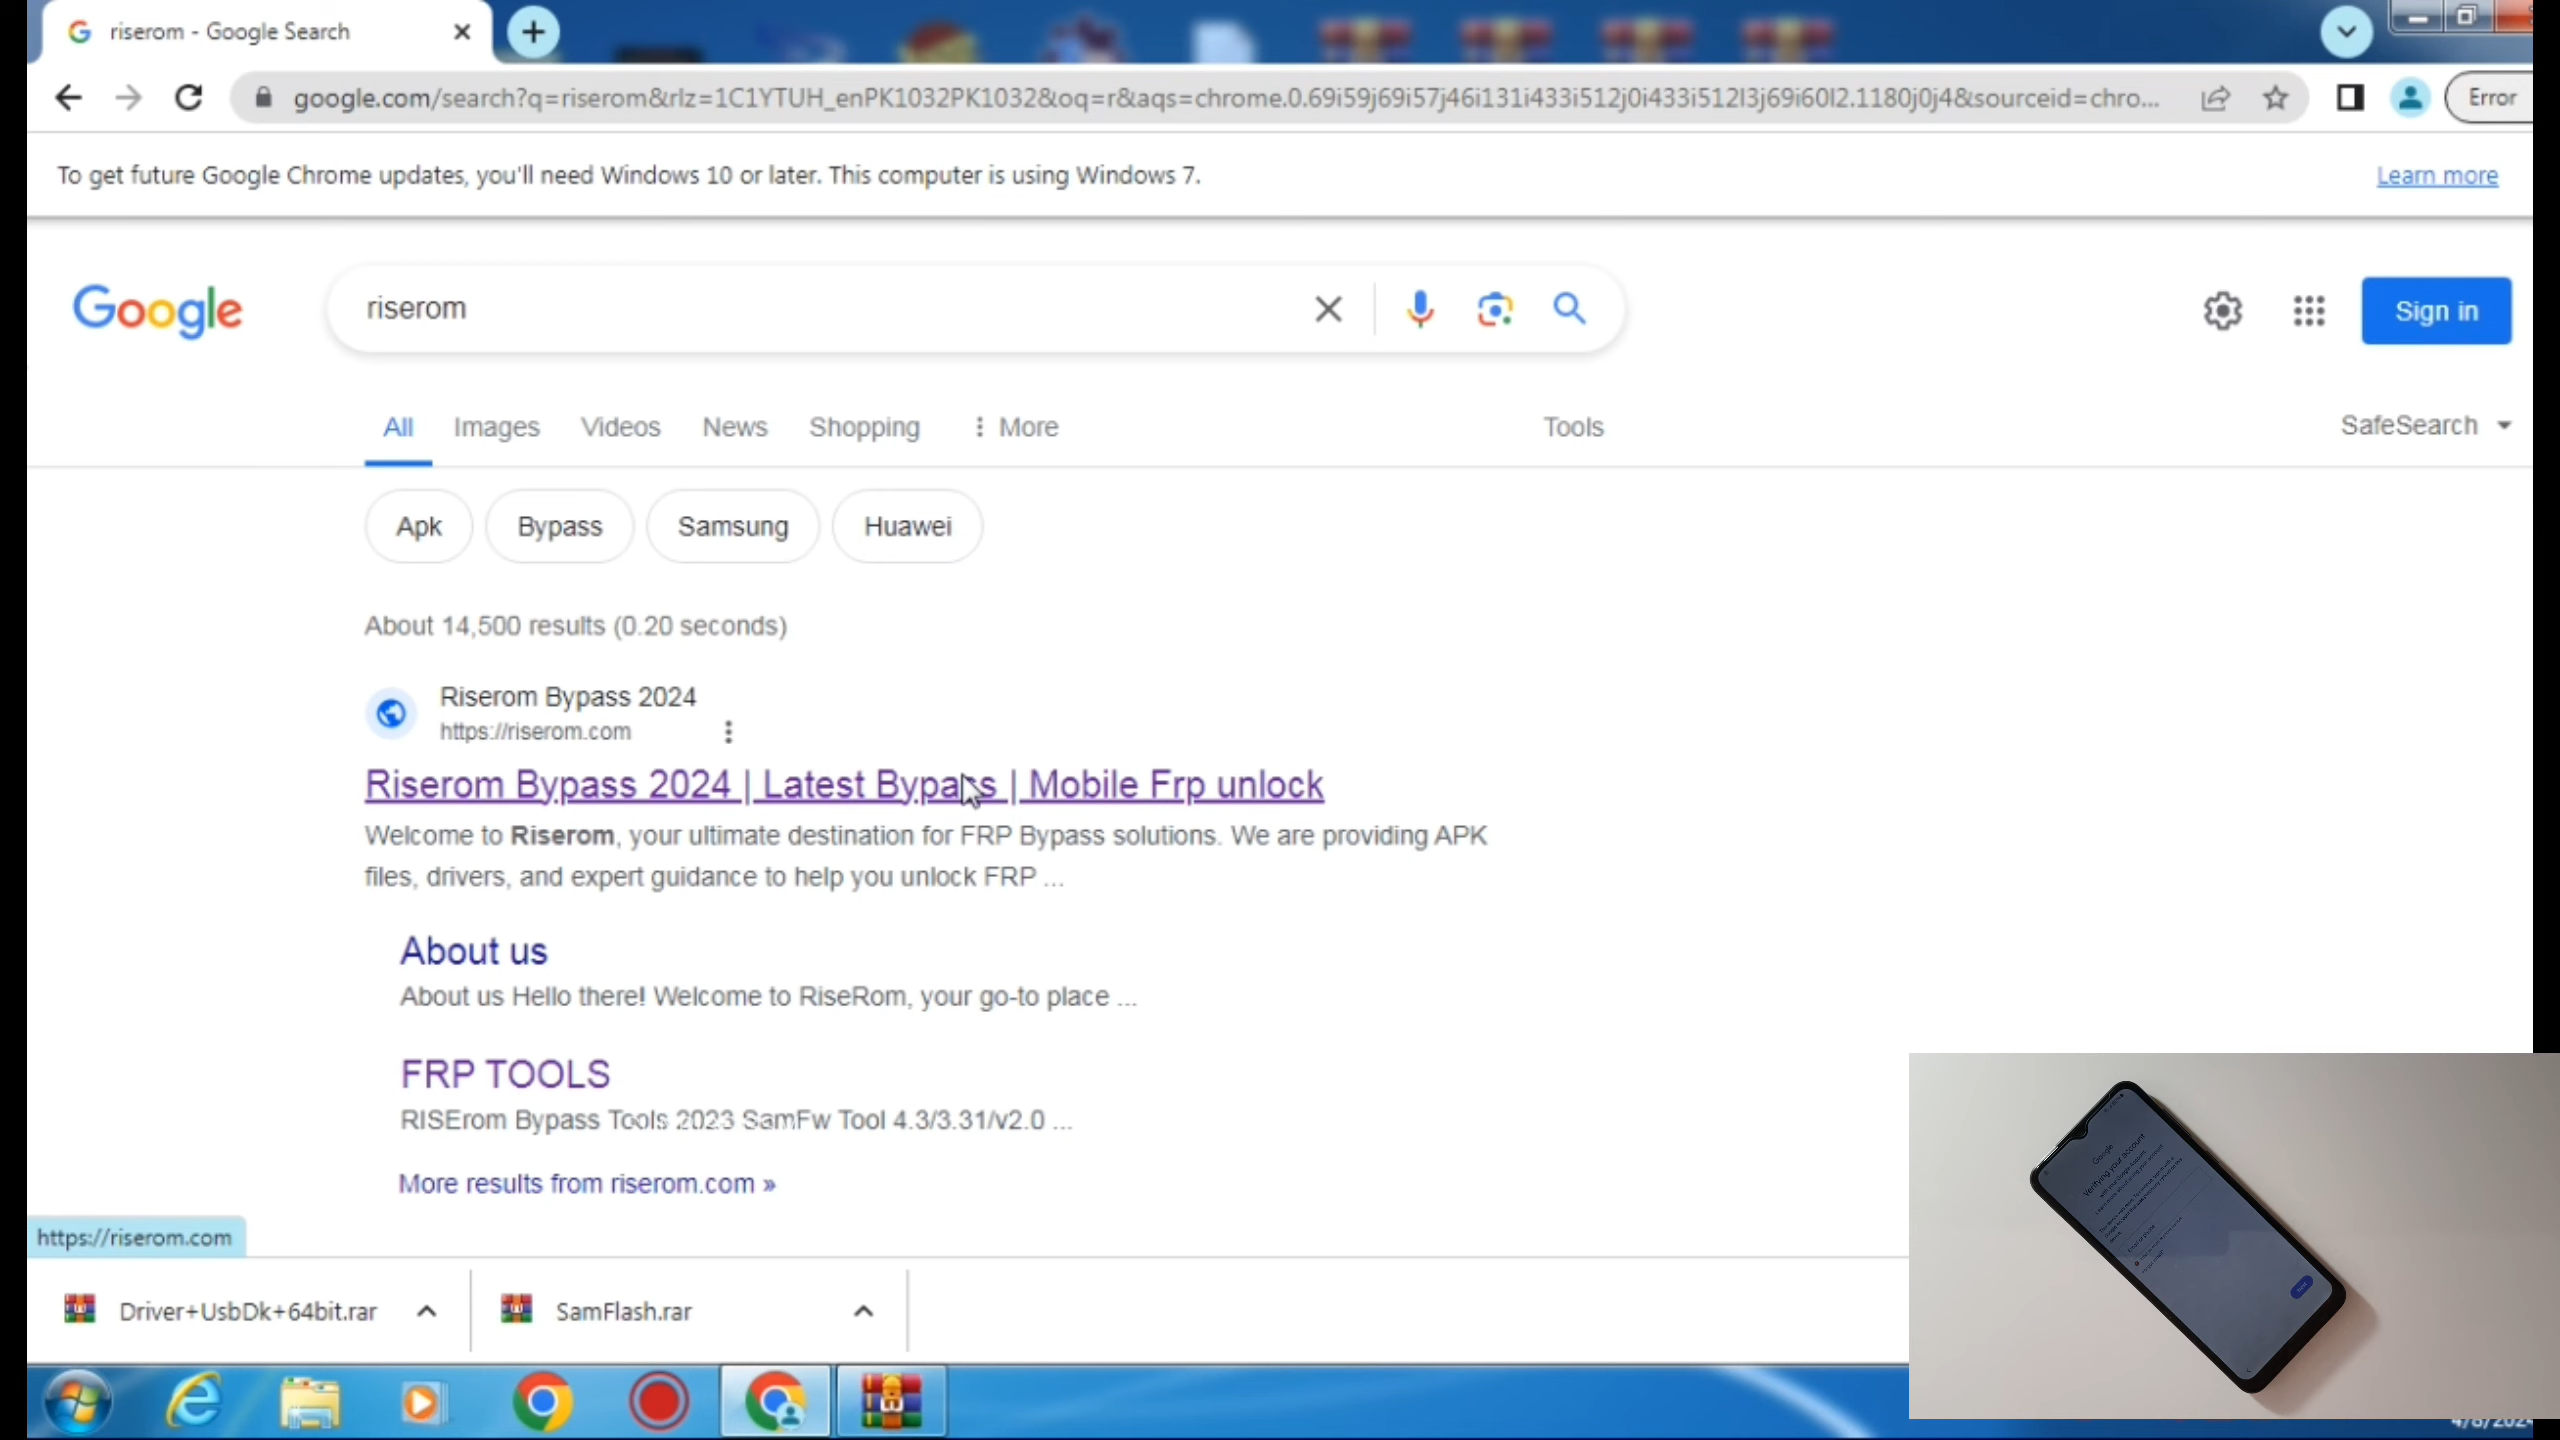 riserom - Google Search
google.com/search?q=riserom&rlz=1C1YTUH_enPK1032PK1032&oq=r&aqs=chrome.0.69i59j69i57j46i131i433i512j0i433i512l3j69i60l2.1180j0j4&sourceid=chro...
Error
To get future Google Chrome updates, you'll need Windows 10 or later. This computer is using Windows 7.
Learn more
Google
riserom
Sign in
All Images Videos News Shopping More
Tools
SafeSearch
Apk Bypass Samsung Huawei
About 14,500 results (0.20 seconds)
Riserom Bypass 2024
https://riserom.com
Riserom Bypass 2024 | Latest Bypass | Mobile Frp unlock
Welcome to Riserom, your ultimate destination for FRP Bypass solutions. We are providing APK
files, drivers, and expert guidance to help you unlock FRP ...
About us
About us Hello there! Welcome to RiseRom, your go-to place ...
FRP TOOLS
RISErom Bypass Tools 2023 SamFw Tool 4.3/3.31/v2.0 ...
More results from riserom.com »
https://riserom.com
Driver+UsbDk+64bit.rar
SamFlash.rar
Google
Verifying your account